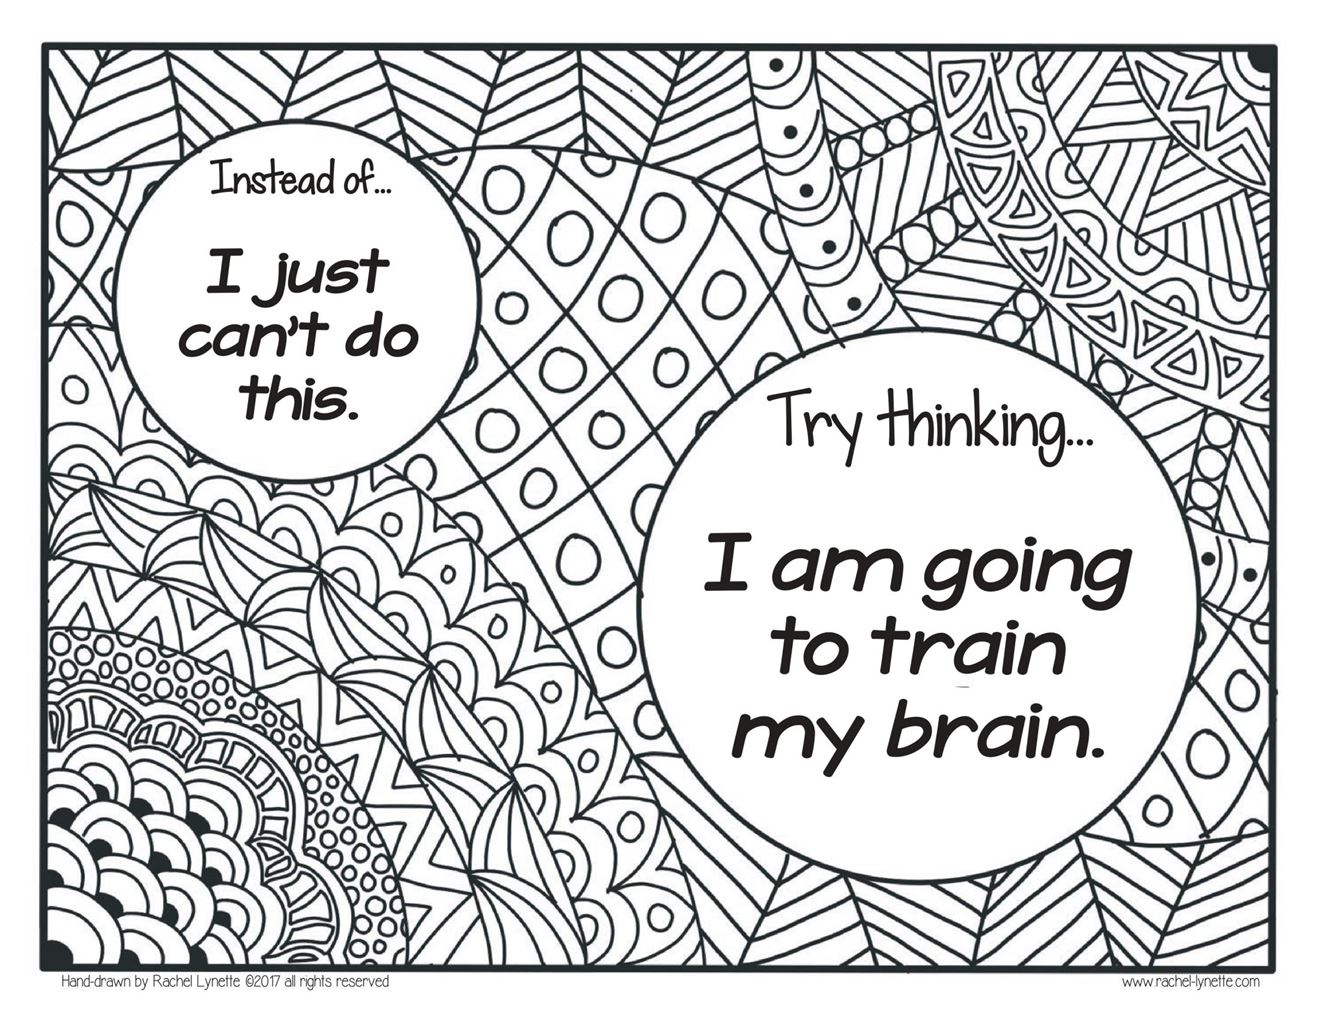 Instead of...
I just
can't do
this.
Try thinking...
I am going
to train
my brain.
Hand-drawn by Rachel Lynette ©2017 all rights reserved
www.rachel-lynette.com